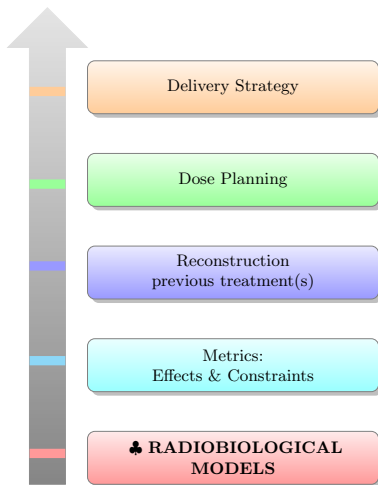 Delivery Strategy
Dose Planning
Reconstruction
previous treatment(s)
Metrics:
Effects & Constraints
♣ RADIOBIOLOGICAL
MODELS